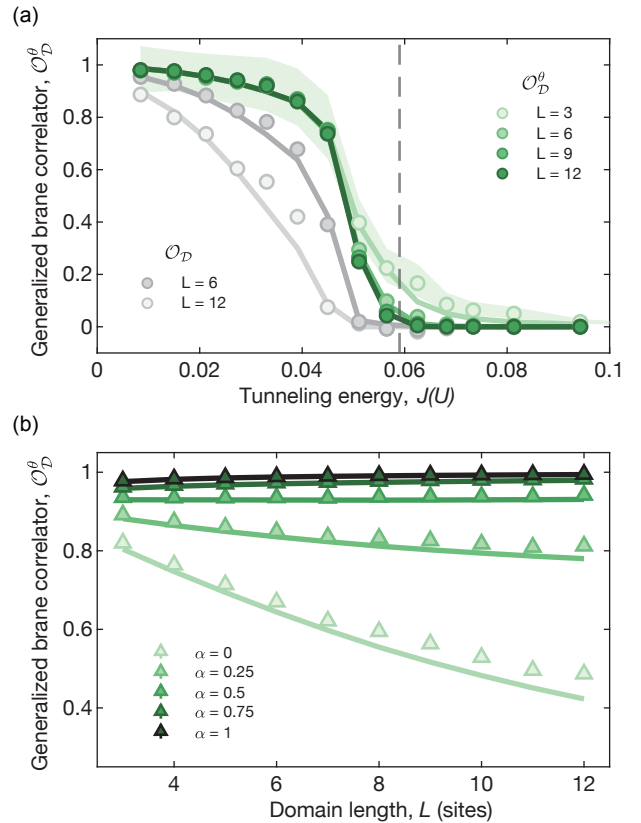 (a)
Generalized brane correlator, 𝒪_𝒟^θ
1
0.8
0.6
0.4
0.2
0
𝒪_𝒟^θ
L = 3
L = 6
L = 9
L = 12
𝒪_𝒟
L = 6
L = 12
0 0.02 0.04 0.06 0.08 0.1
Tunneling energy, J(U)
(b)
Generalized brane correlator, 𝒪_𝒟^θ
1
0.8
0.6
0.4
α = 0
α = 0.25
α = 0.5
α = 0.75
α = 1
4 6 8 10 12
Domain length, L (sites)